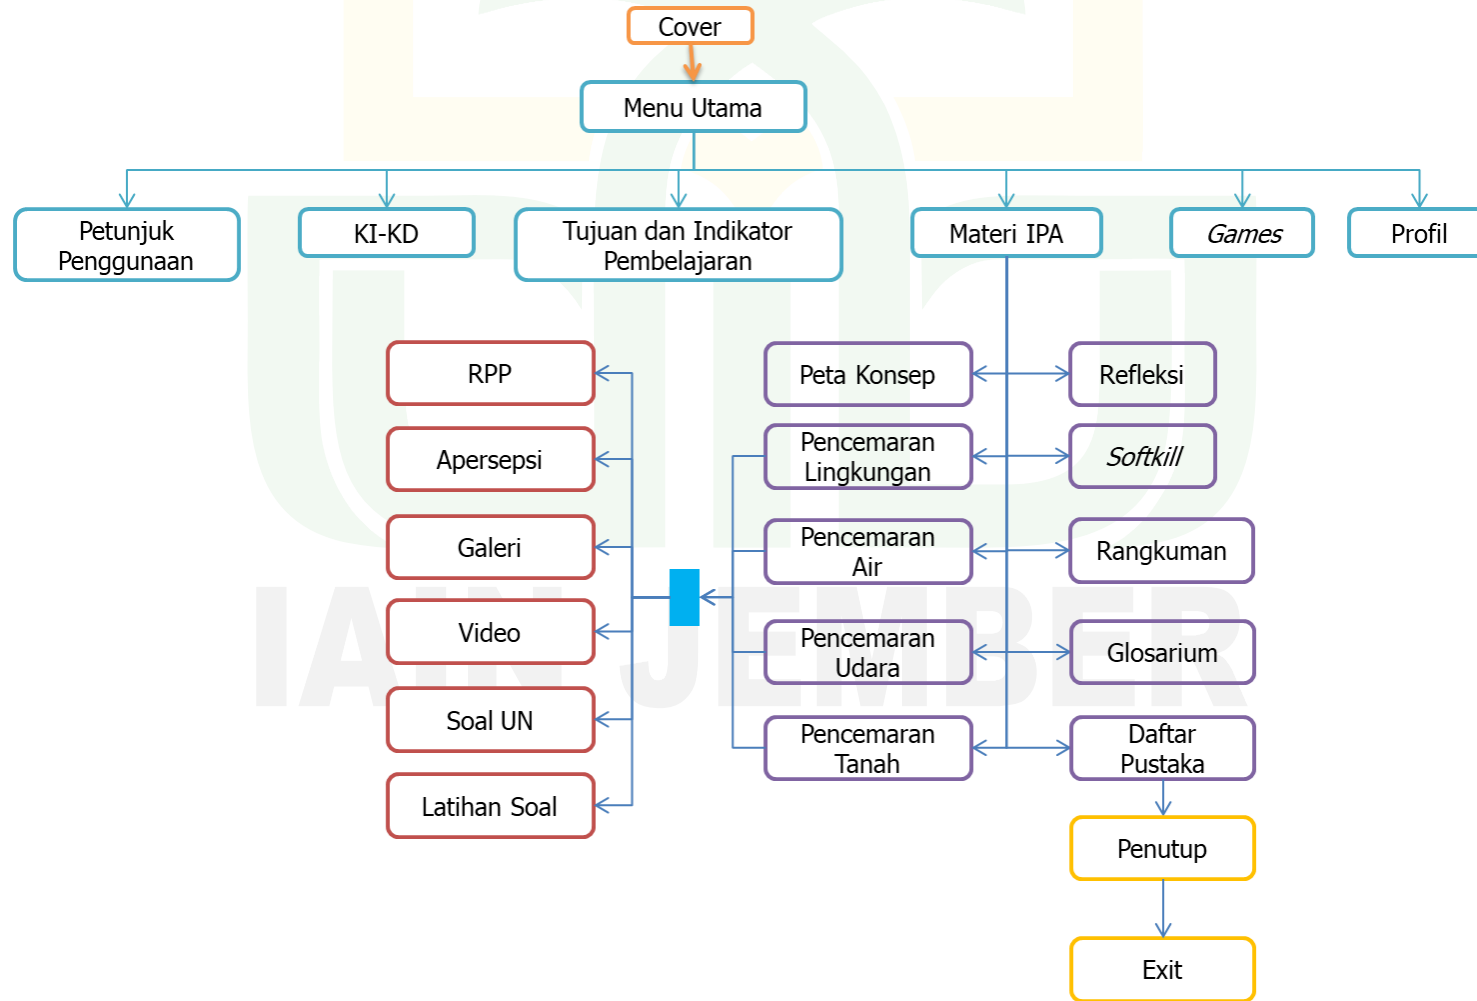 Cover
Menu Utama
Petunjuk
Penggunaan
KI-KD
Tujuan dan Indikator
Pembelajaran
Materi IPA
Games
Profil
RPP
Apersepsi
Galeri
Video
Soal UN
Latihan Soal
Peta Konsep
Pencemaran
Lingkungan
Pencemaran
Air
Pencemaran
Udara
Pencemaran
Tanah
Refleksi
Softkill
Rangkuman
Glosarium
Daftar
Pustaka
Penutup
Exit
IAIN JEMBER